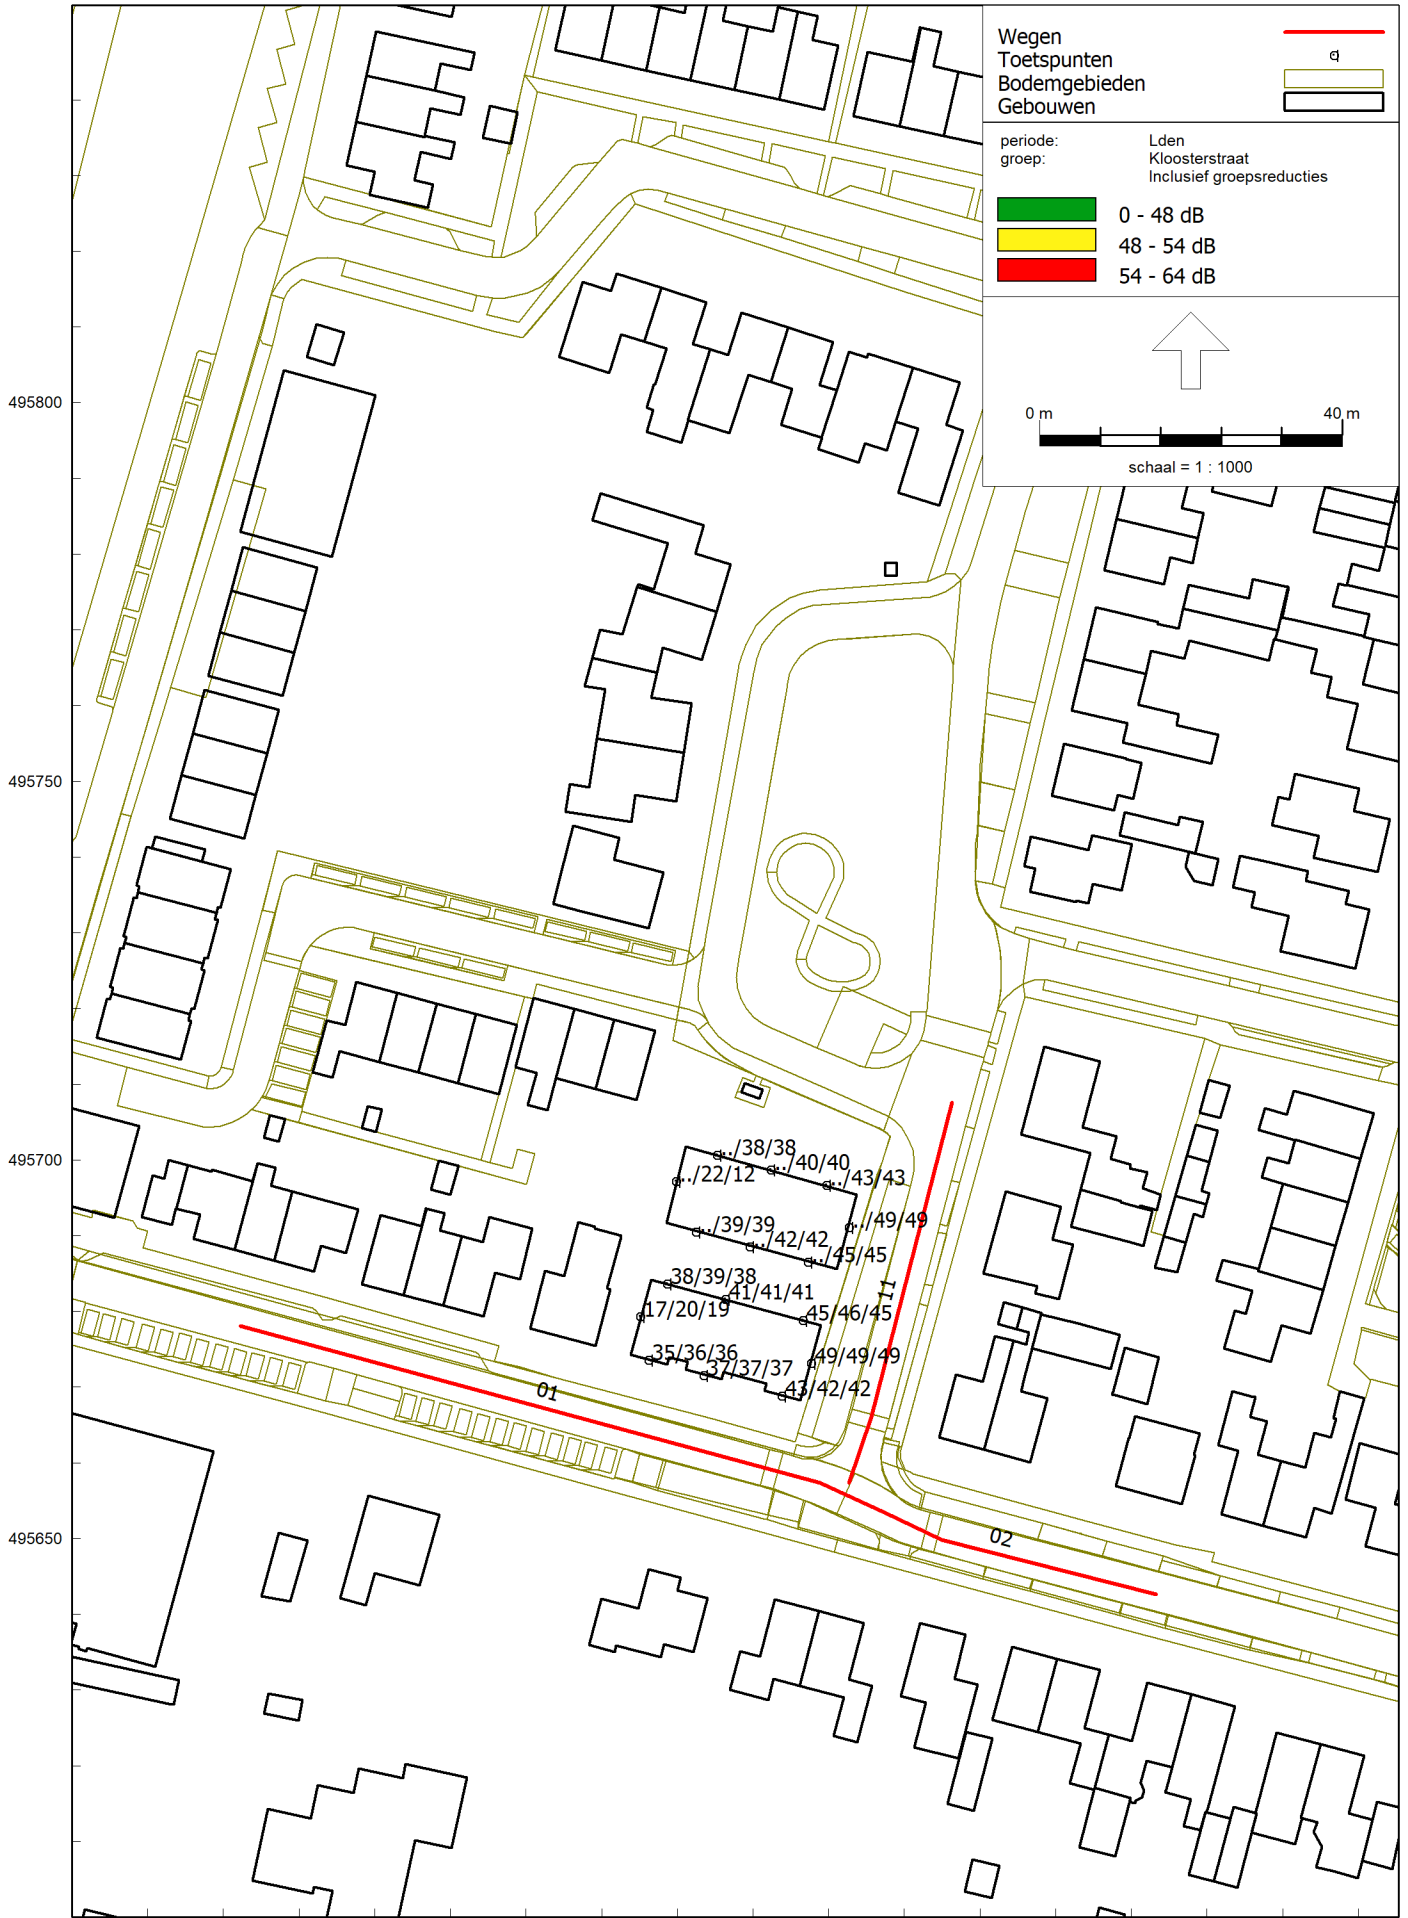 Wegen
Toetspunten
Bodemgebieden
Gebouwen
periode: Lden
groep: Kloosterstraat
Inclusief groepsreducties
0 - 48 dB
48 - 54 dB
54 - 64 dB
0 m 40 m
schaal = 1 : 1000
495800
495750
495700
495650
../38/38
../40/40
../22/12
../43/43
../39/39
../49/49
../42/42
../45/45
38/39/38
41/41/41
17/20/19
45/46/45
35/36/36
37/37/37
49/49/49
43/42/42
11
01
02